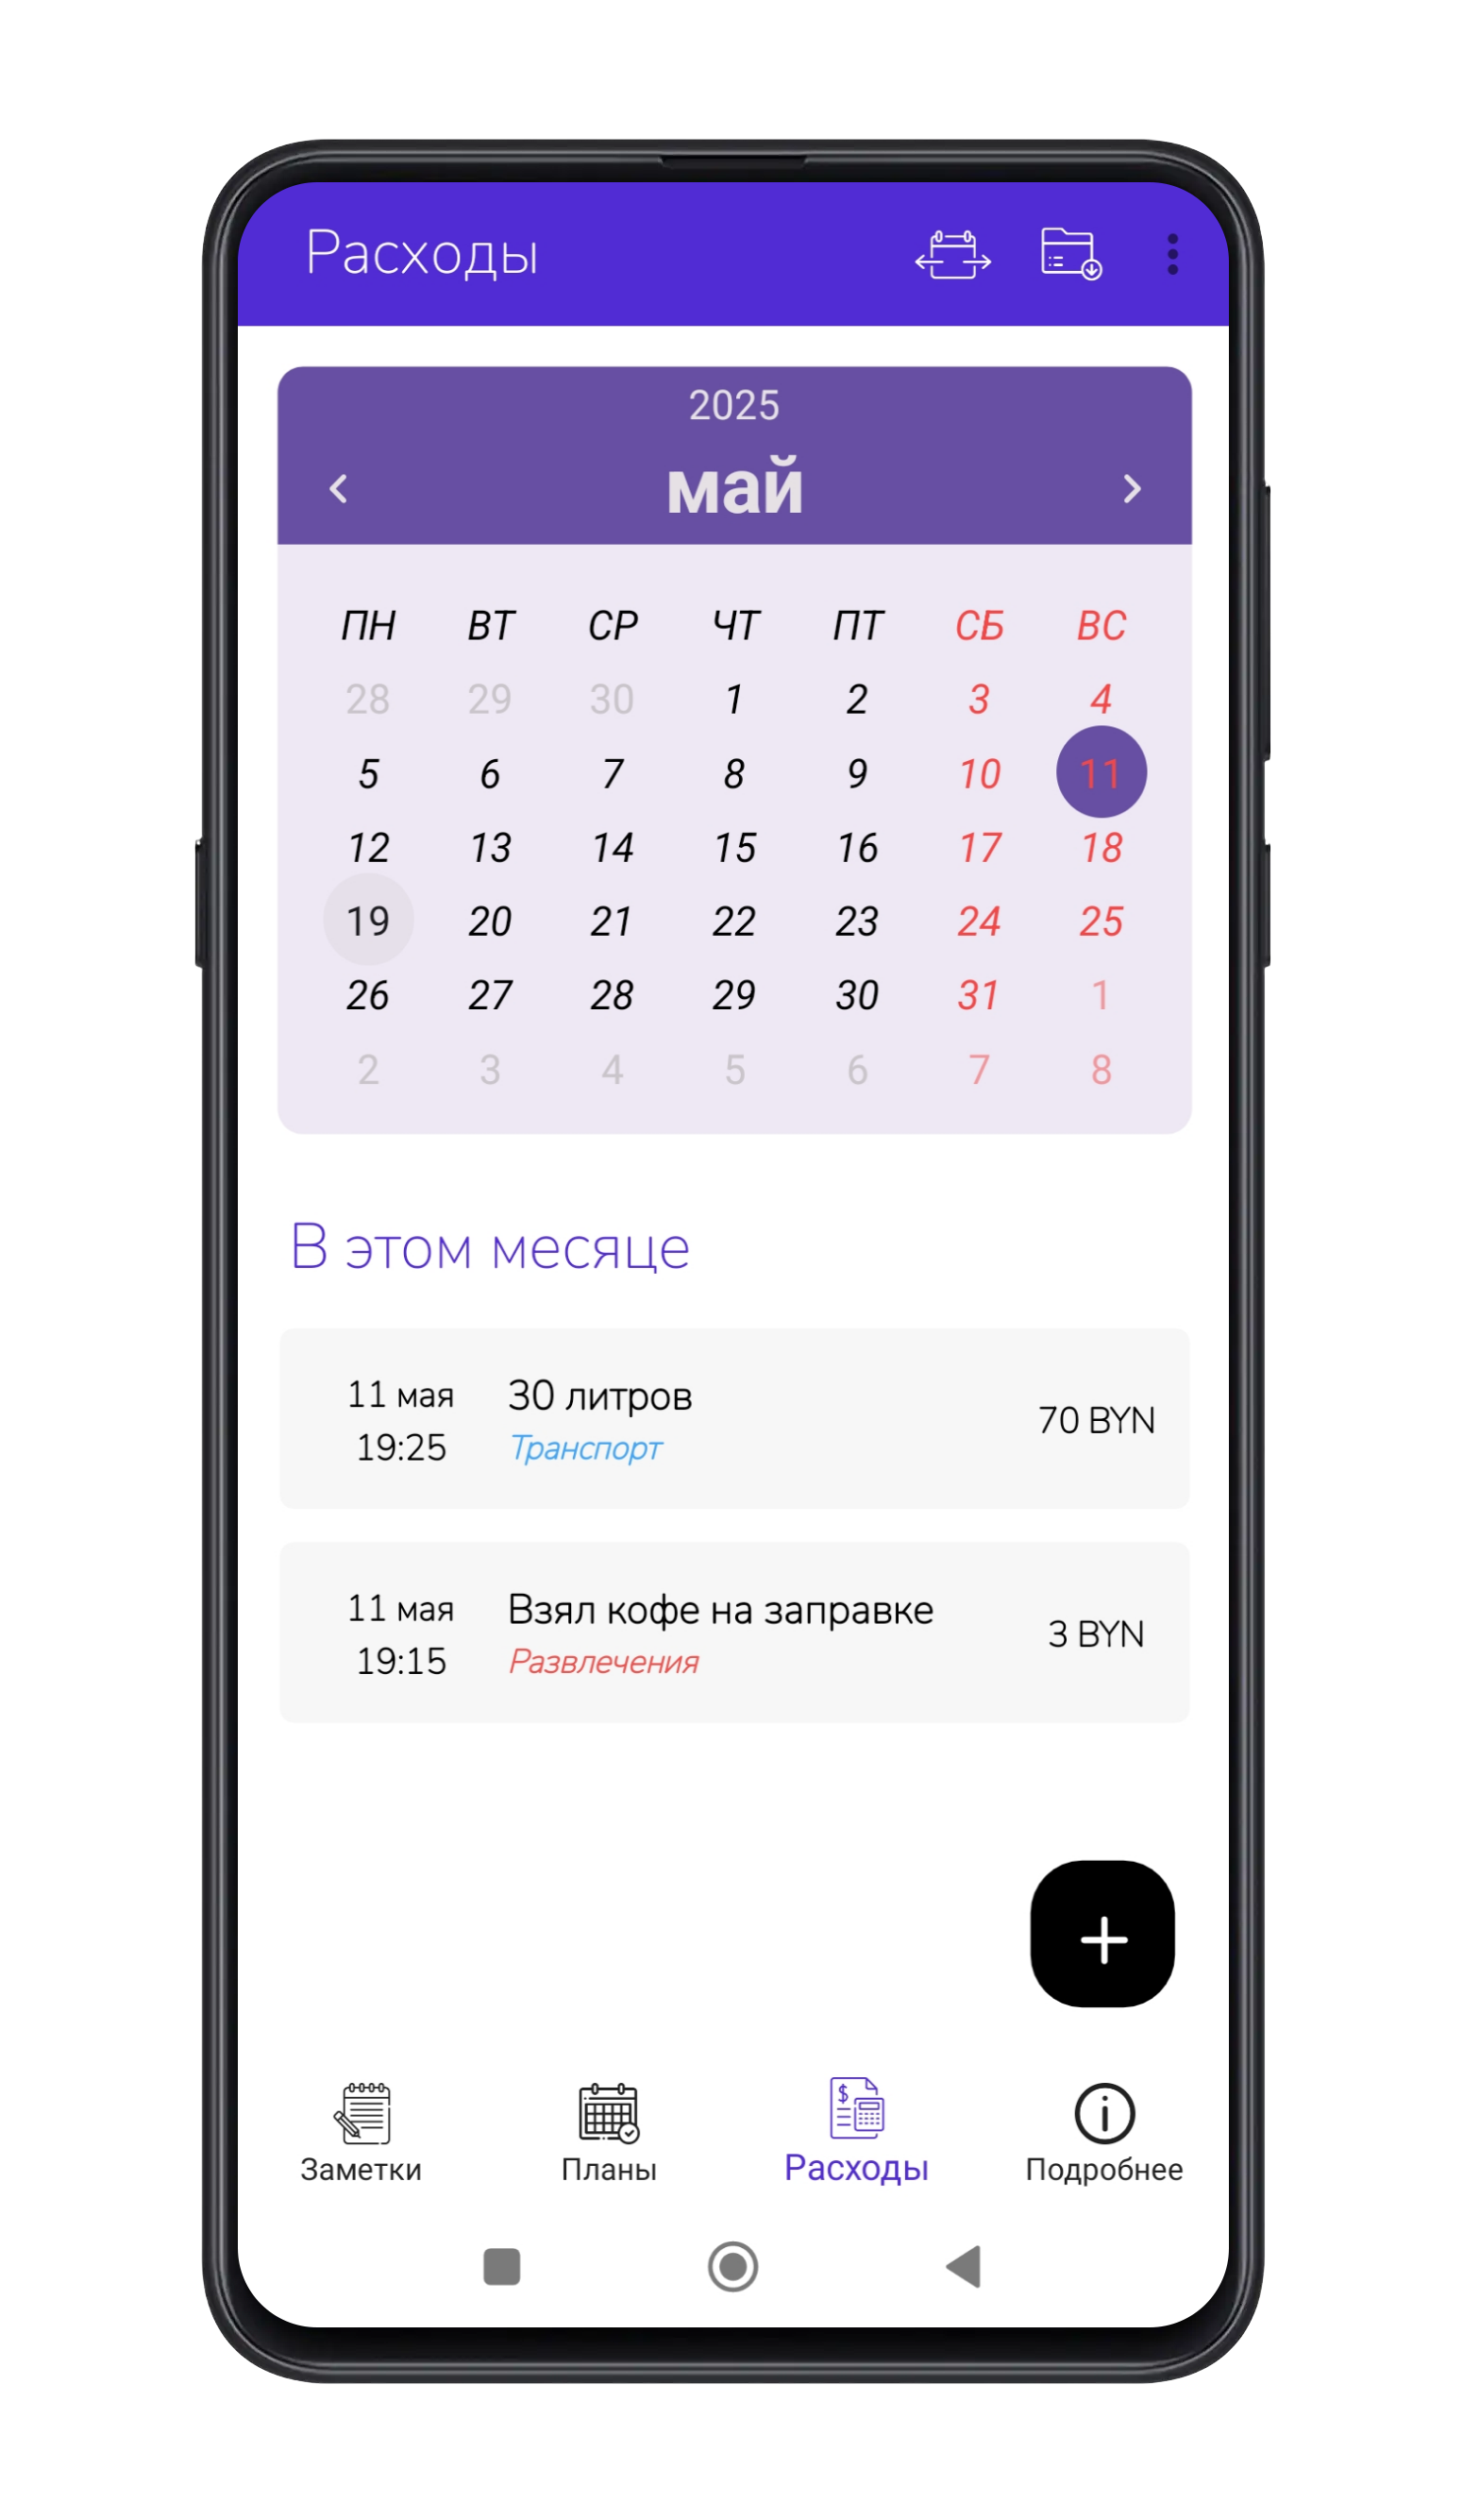 Расходы
2025
май
ПН ВТ СР ЧТ ПТ СБ ВС
28 29 30 1 2 3 4
5 6 7 8 9 10 11
12 13 14 15 16 17 18
19 20 21 22 23 24 25
26 27 28 29 30 31 1
2 3 4 5 6 7 8
В этом месяце
11 мая 30 литров
70 BYN
19:25 Транспорт
11 мая Взял кофе на заправке
3 BYN
19:15 Развлечения
$
Заметки Планы Расходы Подробнее